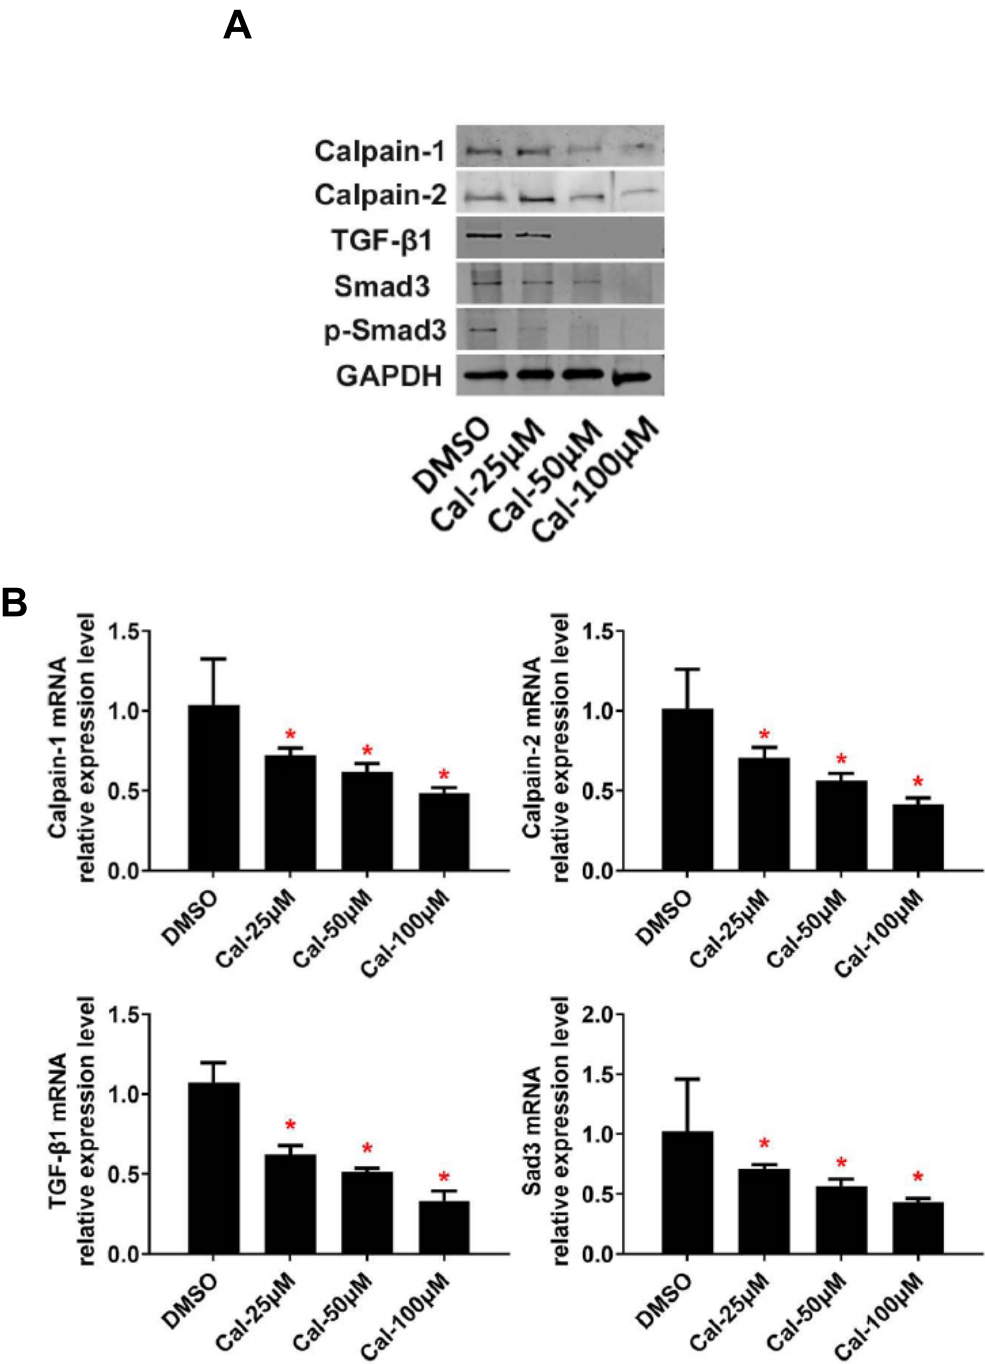 A
Calpain-1
Calpain-2
TGF-β1
Smad3
p-Smad3
GAPDH
DMSO
Cal-25μM
Cal-50μM
Cal-100μM
B
Calpain-1 mRNA
relative expression level
1.5
1.0
0.5
0.0
*
*
*
DMSO
Cal-25μM
Cal-50μM
Cal-100μM
Calpain-2 mRNA
relative expression level
1.5
1.0
0.5
0.0
*
*
*
DMSO
Cal-25μM
Cal-50μM
Cal-100μM
TGF-β1 mRNA
relative expression level
1.5
1.0
0.5
0.0
*
*
*
DMSO
Cal-25μM
Cal-50μM
Cal-100μM
Sad3 mRNA
relative expression level
2.0
1.5
1.0
0.5
0.0
*
*
*
DMSO
Cal-25μM
Cal-50μM
Cal-100μM